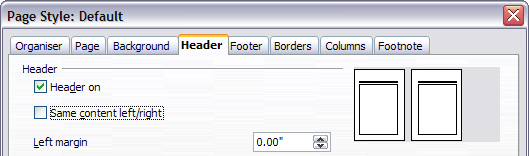 Page Style: Default
Organiser Page Background Header Footer Borders Columns Footnote
Header
Header on
Same content left/right
Left margin 0.00"